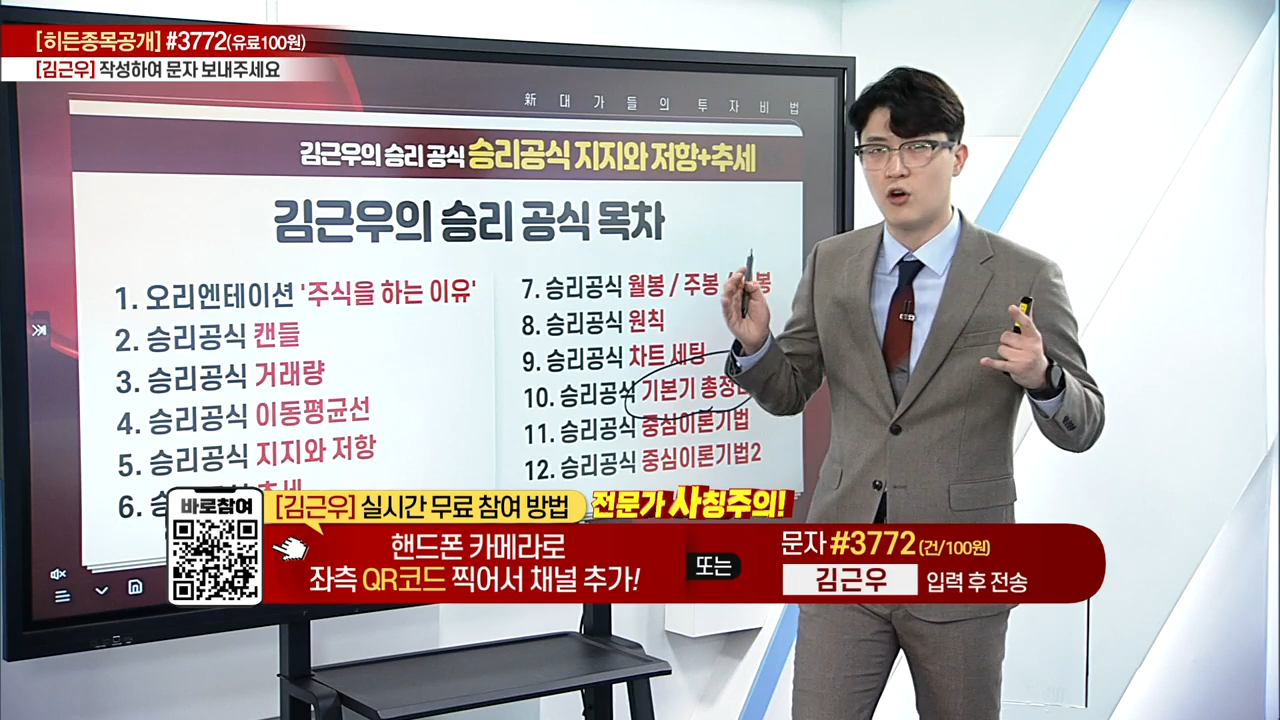 [히든종목공개] #3772(유료100원)
[김근우] 작성하여 문자 보내주세요
新 대가들의 투자비법
김근우의 승리 공식 승리공식 지지와 저항+추세
김근우의 승리 공식 목차
1. 오리엔테이션 '주식을 하는 이유'
2. 승리공식 캔들
3. 승리공식 거래량
4. 승리공식 이동평균선
5. 승리공식 지지와 저항
6.
7. 승리공식 월봉 / 주봉 / 봉
8. 승리공식 원칙
9. 승리공식 차트 세팅
10. 승리공식 기본기
11. 승리공식 중심이론기법
12. 승리공식 중심이론기법2
바로참여
[김근우] 실시간 무료 참여 방법
전문가 사칭주의!
핸드폰 카메라로
좌측 QR코드 찍어서 채널 추가!
또는
문자 #3772 (건/100원)
김근우 입력 후 전송